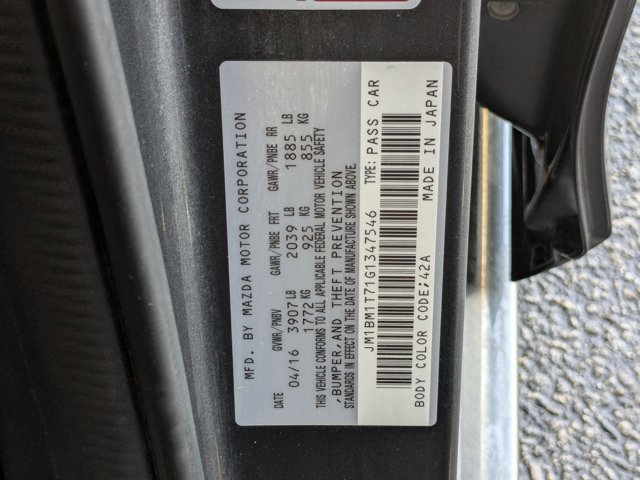 MFD. BY MAZDA MOTOR CORPORATION
DATE GVWR/PNBV GAWR/PNBE FRT GAWR/PNBE RR
04/16 3907 LB 2039 LB 1885 LB
1772 KG 925 KG 855 KG
THIS VEHICLE CONFORMS TO ALL APPLICABLE FEDERAL MOTOR VEHICLE SAFETY
,BUMPER,AND THEFT PREVENTION
STANDARDS IN EFFECT ON THE DATE OF MANUFACTURE SHOWN ABOVE.
JM1BM1T71G1347546 TYPE: PASS CAR
BODY COLOR CODE;42A MADE IN JAPAN